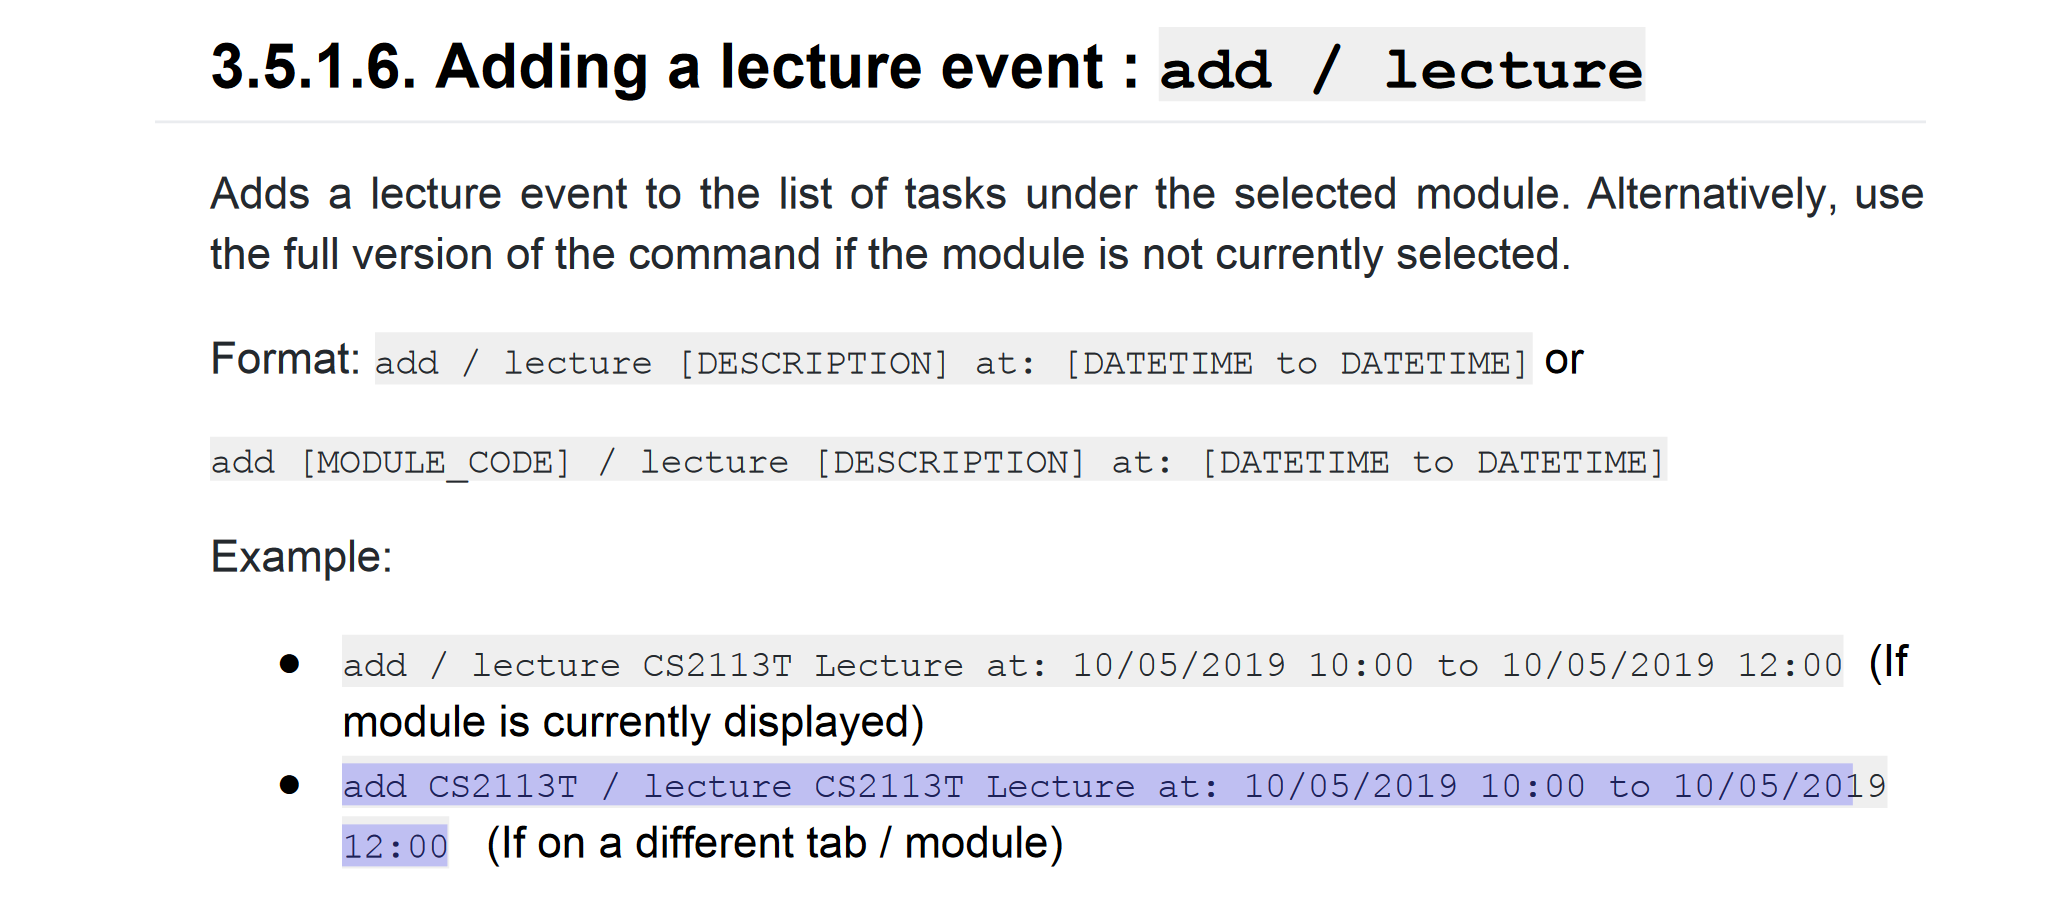 3.5.1.6. Adding a lecture event : add / lecture
Adds a lecture event to the list of tasks under the selected module. Alternatively, use
the full version of the command if the module is not currently selected.
Format: add / lecture [DESCRIPTION] at: [DATETIME to DATETIME] or
add [MODULE_CODE] / lecture [DESCRIPTION] at: [DATETIME to DATETIME]
Example:
● add / lecture CS2113T Lecture at: 10/05/2019 10:00 to 10/05/2019 12:00 (If
module is currently displayed)
● add CS2113T / lecture CS2113T Lecture at: 10/05/2019 10:00 to 10/05/2019
12:00 (If on a different tab / module)